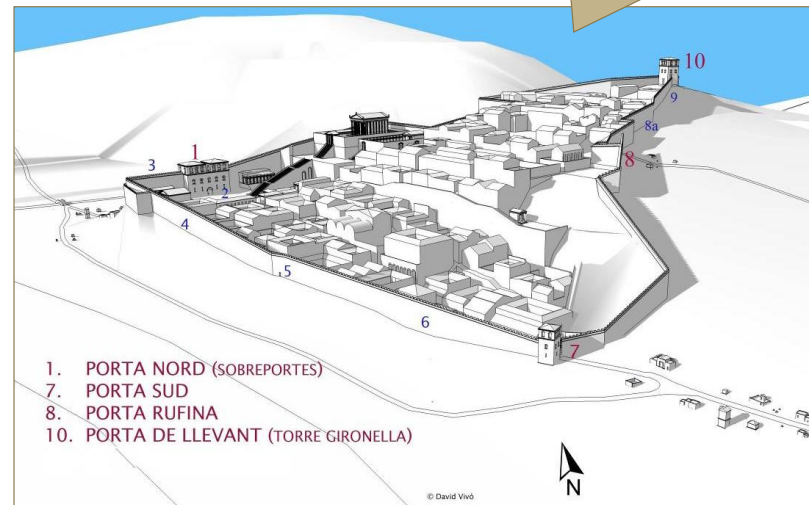 10
9
8a
8
1
3
2
4
5
6
7
1. PORTA NORD (SOBREPORTES)
7. PORTA SUD
8. PORTA RUFINA
10. PORTA DE LLEVANT (TORRE GIRONELLA)
N
© David Vivó